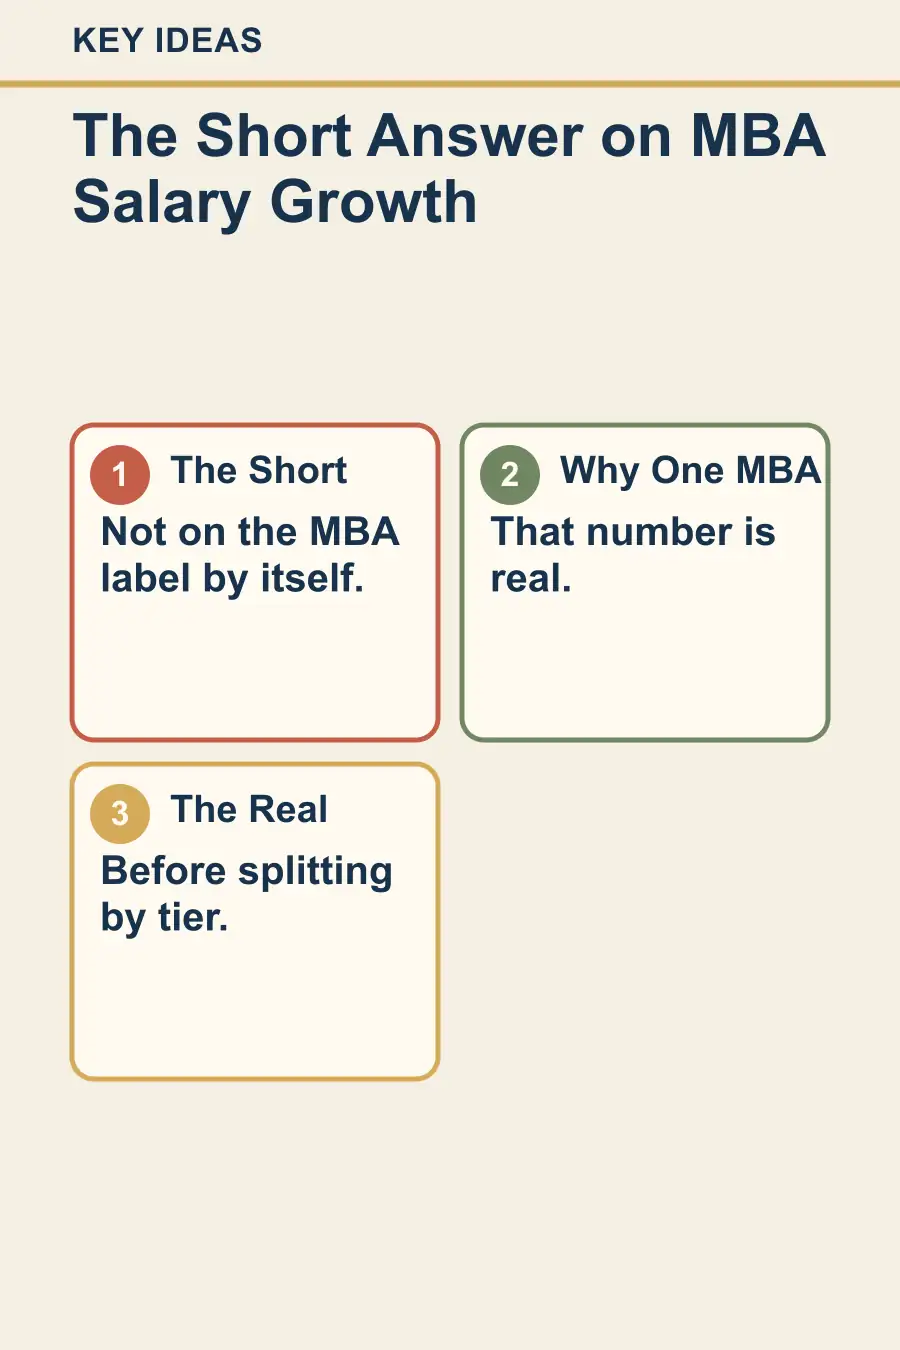 KEY IDEAS
The Short Answer on MBA
Salary Growth
1 The Short
Not on the MBA
label by itself.
2 Why One MBA
That number is
real.
3 The Real
Before splitting
by tier.